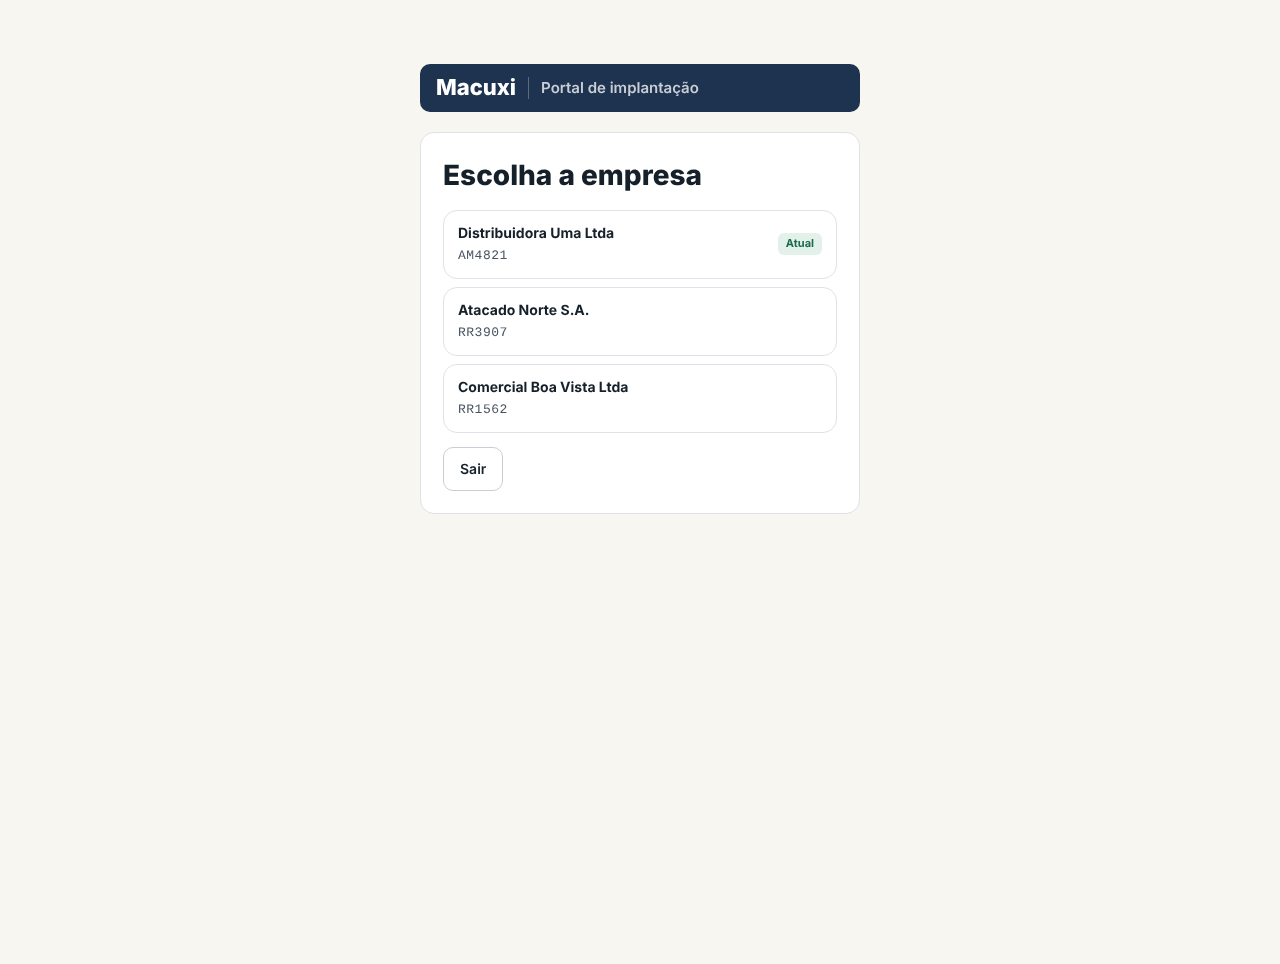 Macuxi Portal de implantação
Escolha a empresa
Distribuidora Uma Ltda
AM4821
Atual
Atacado Norte S.A.
RR3907
Comercial Boa Vista Ltda
RR1562
Sair